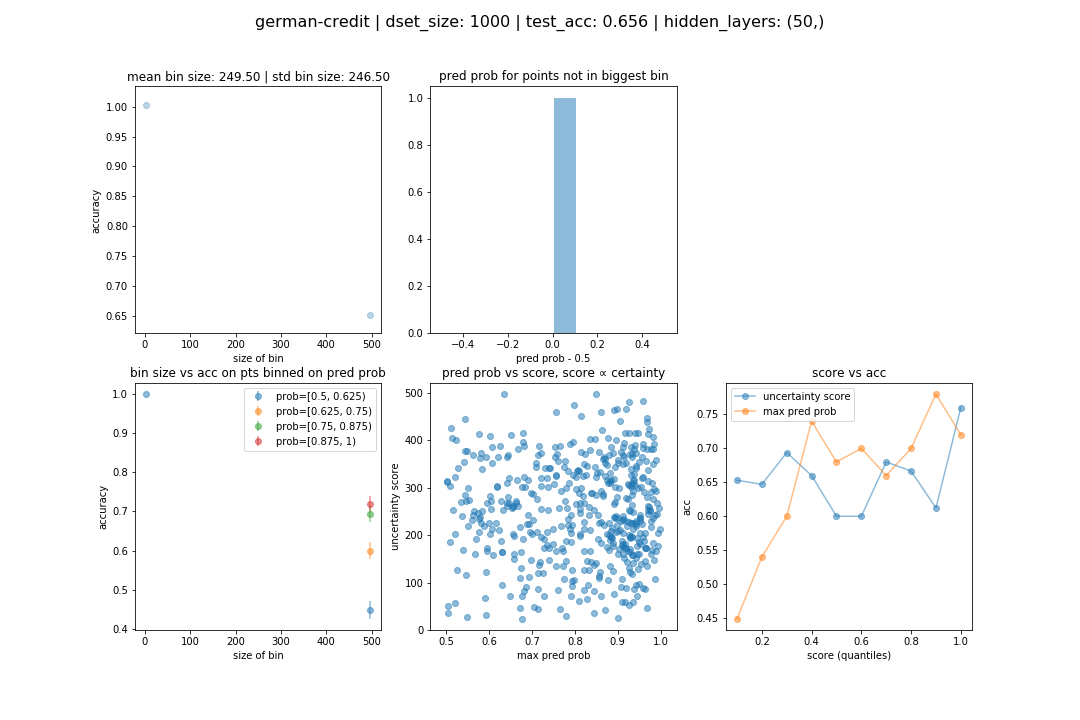 german-credit | dset_size: 1000 | test_acc: 0.656 | hidden_layers: (50,)
mean bin size: 249.50 | std bin size: 246.50
1.00
0.95
0.90
0.85
0.80
0.75
0.70
0.65
accuracy
0 100 200 300 400 500
size of bin
pred prob for points not in biggest bin
1.0
0.8
0.6
0.4
0.2
0.0
−0.4 −0.2 0.0 0.2 0.4
pred prob - 0.5
bin size vs acc on pts binned on pred prob
1.0
0.9
0.8
0.7
0.6
0.5
0.4
accuracy
prob=[0.5, 0.625)
prob=[0.625, 0.75)
prob=[0.75, 0.875)
prob=[0.875, 1)
0 100 200 300 400 500
size of bin
pred prob vs score, score ∝ certainty
500
400
300
200
100
0
uncertainty score
0.5 0.6 0.7 0.8 0.9 1.0
max pred prob
score vs acc
uncertainty score
max pred prob
0.75
0.70
0.65
0.60
0.55
0.50
0.45
acc
0.2 0.4 0.6 0.8 1.0
score (quantiles)